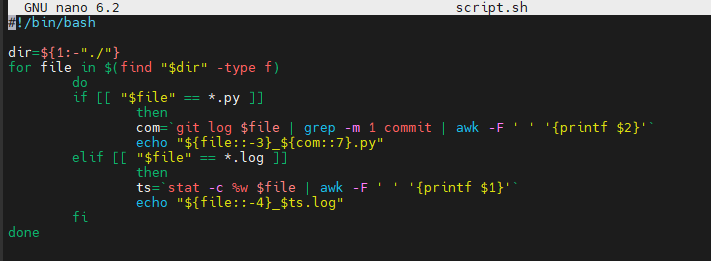 GNU nano 6.2 script.sh
#!/bin/bash

dir=${1:-"./"}
for file in $(find "$dir" -type f)
        do
        if [[ "$file" == *.py ]]
                then
                com=`git log $file | grep -m 1 commit | awk -F ' ' '{printf $2}'`
                echo "${file::-3}_${com::7}.py"
        elif [[ "$file" == *.log ]]
                then
                ts=`stat -c %w $file | awk -F ' ' '{printf $1}'`
                echo "${file::-4}_$ts.log"
        fi
done